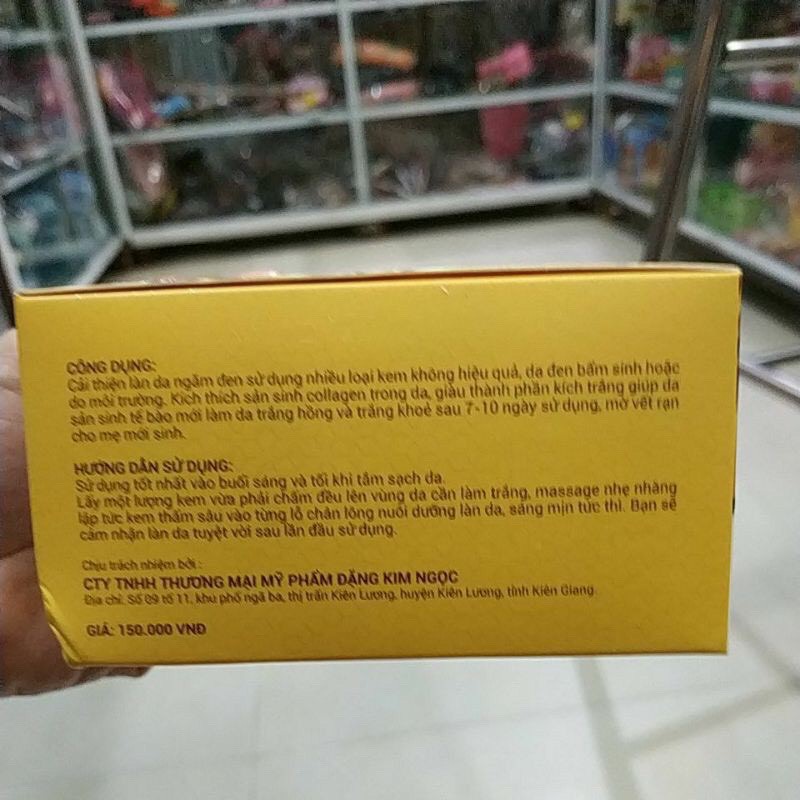 CÔNG DỤNG:
Cải thiện làn da ngăm đen sử dụng nhiều loại kem không hiệu quả, da đen bẩm sinh hoặc
do môi trường. Kích thích sản sinh collagen trong da, giàu thành phần kích trắng giúp da
sản sinh tế bào mới làm da trắng hồng và trắng khoẻ sau 7-10 ngày sử dụng, mờ vết rạn
cho mẹ mới sinh.
HƯỚNG DẪN SỬ DỤNG:
Sử dụng tốt nhất vào buổi sáng và tối khi tắm sạch da.
Lấy một lượng kem vừa phải chấm đều lên vùng da cần làm trắng, massage nhẹ nhàng
lập tức kem thấm sâu vào từng lỗ chân lông nuôi dưỡng làn da, sáng mịn tức thì. Bạn sẽ
cảm nhận làn da tuyệt vời sau lần đầu sử dụng.
Chịu trách nhiệm bởi :
CTY TNHH THƯƠNG MẠI MỸ PHẨM ĐẶNG KIM NGỌC
Địa chỉ: Số 09 tổ 11, khu phố ngã ba, thị trấn Kiên Lương, huyện Kiên Lương, tỉnh Kiên Giang
GIÁ: 150.000 VNĐ